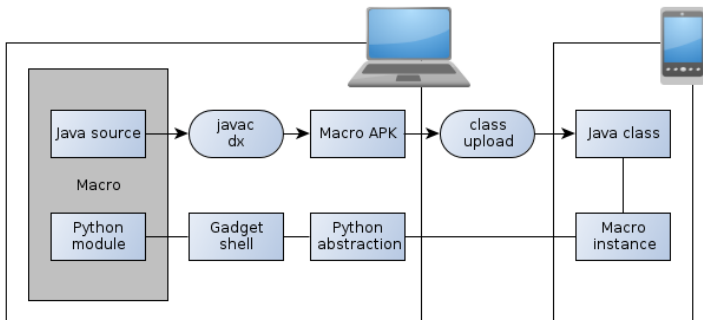 Java source
javac
dx
Macro APK
class
upload
Java class
Macro
Python
module
Gadget
shell
Python
abstraction
Macro
instance